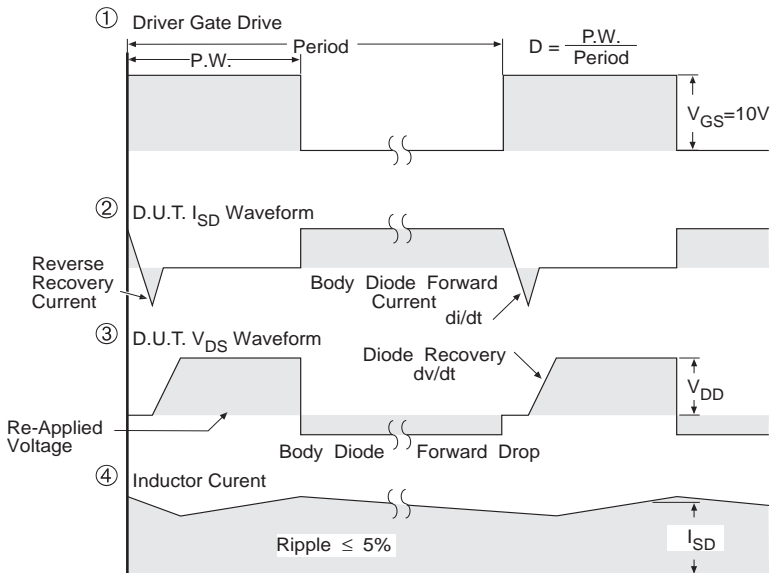 ① Driver Gate Drive
Period
P.W.
D = P.W. / Period
V_GS=10V
② D.U.T. I_SD Waveform
Reverse
Recovery
Current
Body Diode Forward
Current
di/dt
③ D.U.T. V_DS Waveform
Diode Recovery
dv/dt
V_DD
Re-Applied
Voltage
Body Diode Forward Drop
④ Inductor Curent
Ripple ≤ 5%
I_SD